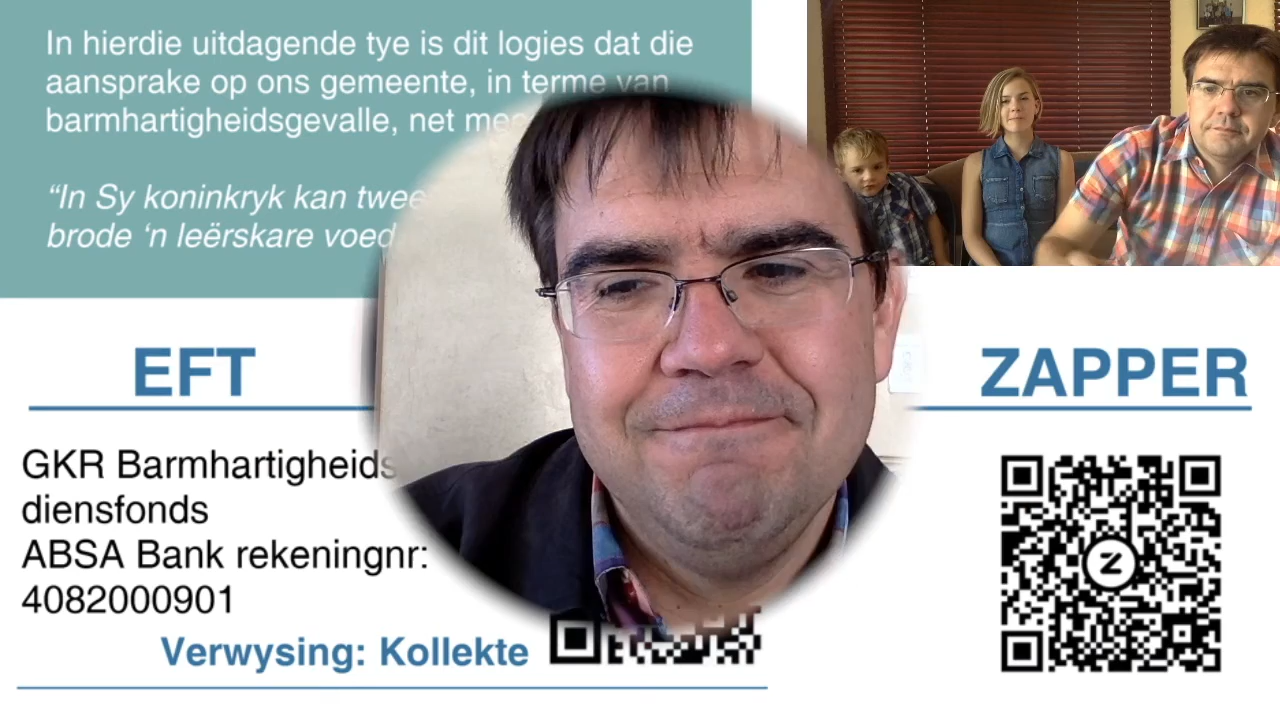 In hierdie uitdagende tye is dit logies dat die
aansprake op ons gemeente, in terme van
barmhartigheidsgevalle, net
“In Sy koninkryk kan twee
brode ‘n leërskare voed
EFT
ZAPPER
GKR Barmhartigheids
diensfonds
ABSA Bank rekeningnr:
4082000901
Verwysing: Kollekte